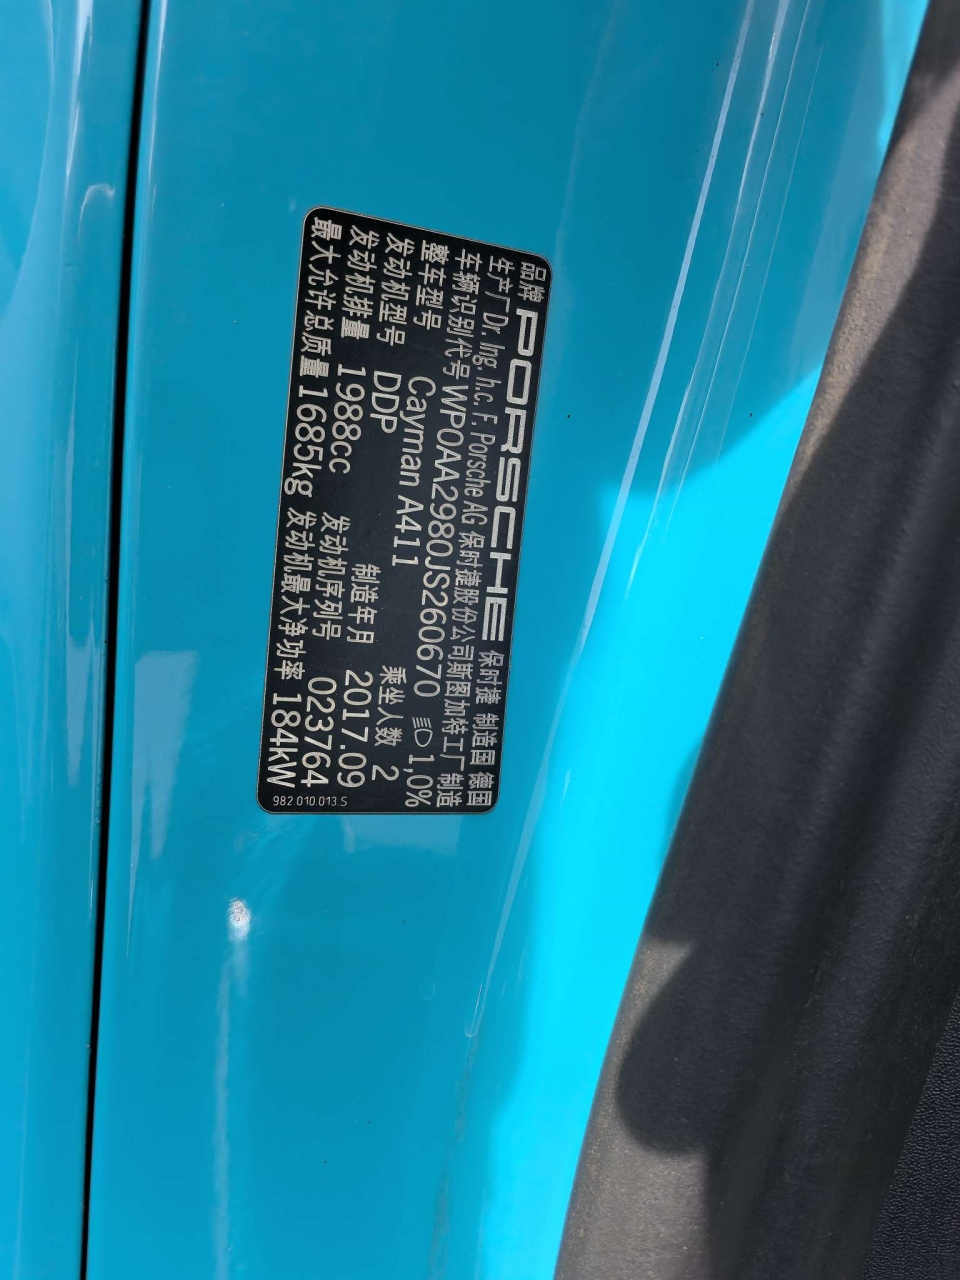 品牌 PORSCHE 保时捷 制造国 德国
生产厂 Dr. Ing. h.c. F. Porsche AG 保时捷股份公司斯图加特工厂 制造
车辆识别代号 WP0AA2980JS260670 1,0%
整车型号 Cayman A411 乘坐人数 2
发动机型号 DDP 制造年月 2017.09
发动机排量 1988cc 发动机序列号 023764
最大允许总质量 1685kg 发动机最大净功率 184kW
982.010.013.S